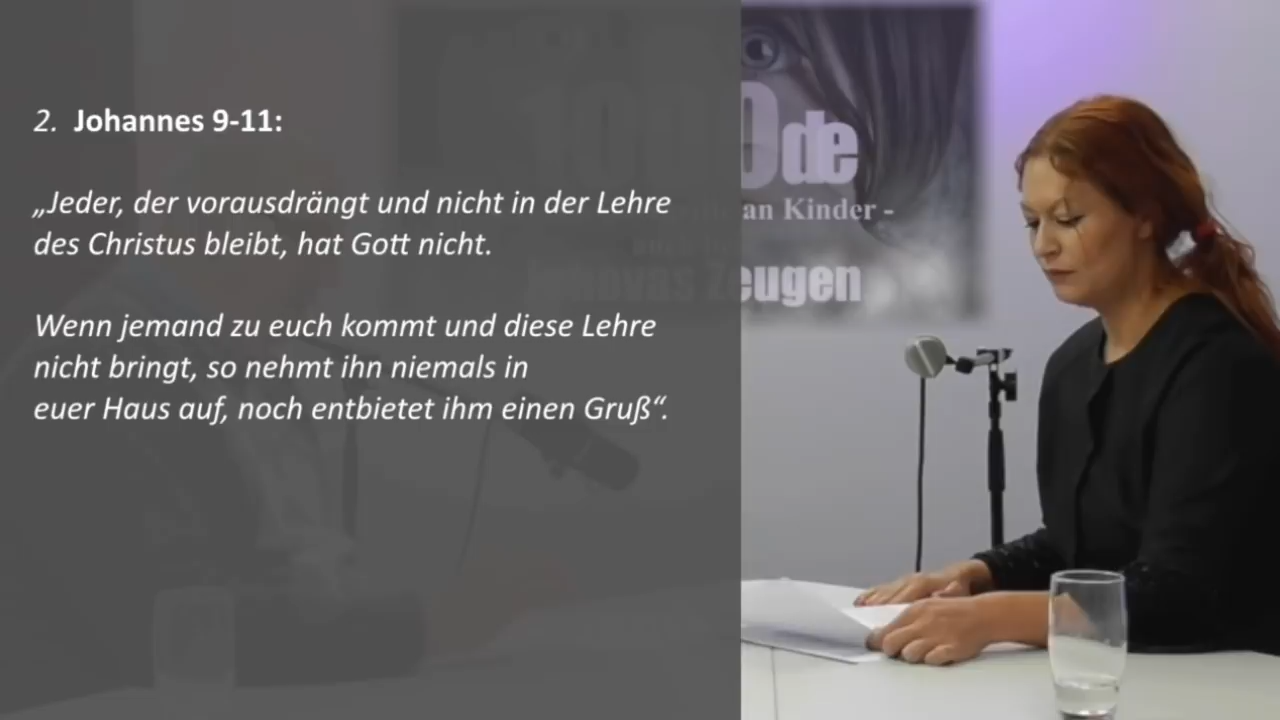 2. Johannes 9-11:
„Jeder, der vorausdrängt und nicht in der Lehre
des Christus bleibt, hat Gott nicht.
Wenn jemand zu euch kommt und diese Lehre
nicht bringt, so nehmt ihn niemals in
euer Haus auf, noch entbietet ihm einen Gruß“.
de
an Kinder -
Jehovas Zeugen